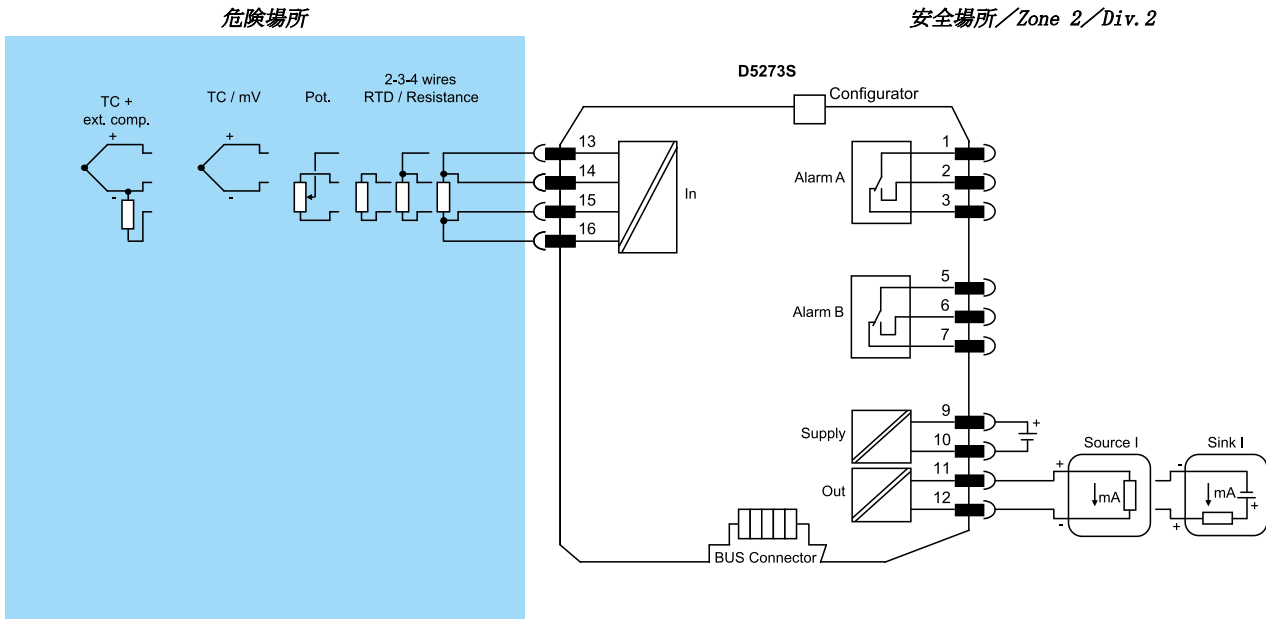 危険場所
安全場所／Zone 2／Div.2
D5273S
Configurator
2-3-4 wires
RTD / Resistance
TC / mV
Pot.
TC +
ext. comp.
+
-
+
-
13
14
15
16
In
Alarm A
1
2
3
Alarm B
5
6
7
Supply
9
10
+
Out
11
12
Source I
+
-
mA
Sink I
-
+
mA
+
BUS Connector